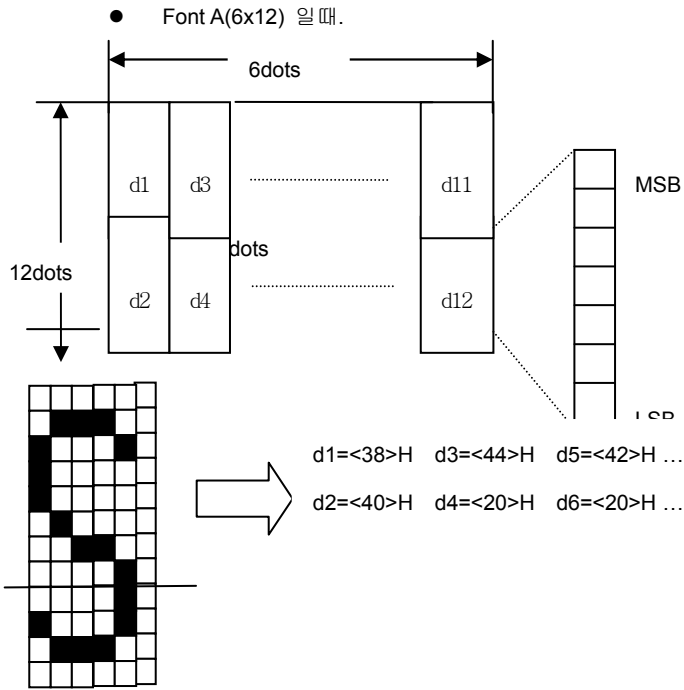 ● Font A(6x12) 일때.
6dots
d1 d3 d11 MSB
dots
12dots
d2 d4 d12
LSB
d1=<38>H d3=<44>H d5=<42>H …
d2=<40>H d4=<20>H d6=<20>H …